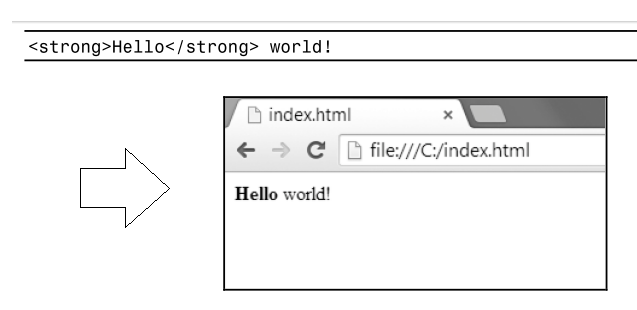 <strong>Hello</strong> world!
index.html
file:///C:/index.html
Hello world!